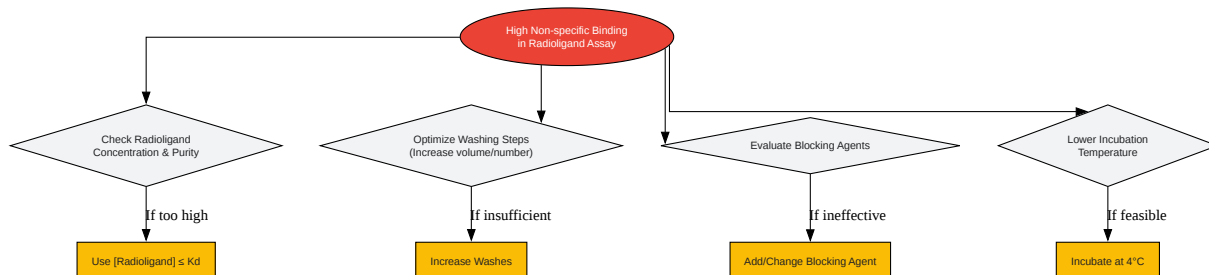 High Non-specific Binding
in Radioligand Assay
Check Radioligand
Concentration & Purity
Optimize Washing Steps
(Increase volume/number)
Evaluate Blocking Agents
Lower Incubation
Temperature
If too high
If insufficient
If ineffective
If feasible
Use [Radioligand] ≤ Kd
Increase Washes
Add/Change Blocking Agent
Incubate at 4°C